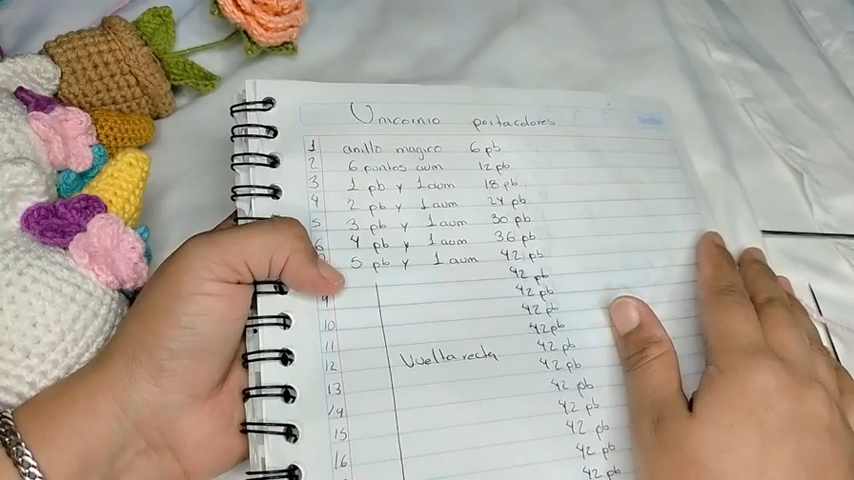 Unicornio portacolores
1 anillo magico 6 pb
2 6 puntos aum 12 pb
3 1 pb y 1 aum 18 pb
4 2 pb y 1 aum 24 pb
5 3 pb y 1 aum 30 pb
6 4 pb y 1 aum 36 pb
5 pb y 1 aum 42 pb
42 pb
9 42 pb
42 pb
10 42 pb
11 42 pb
12 Vuelta recta 42 pb
13 42 pb
14 42 pb
15 42 pb
16 42 pb